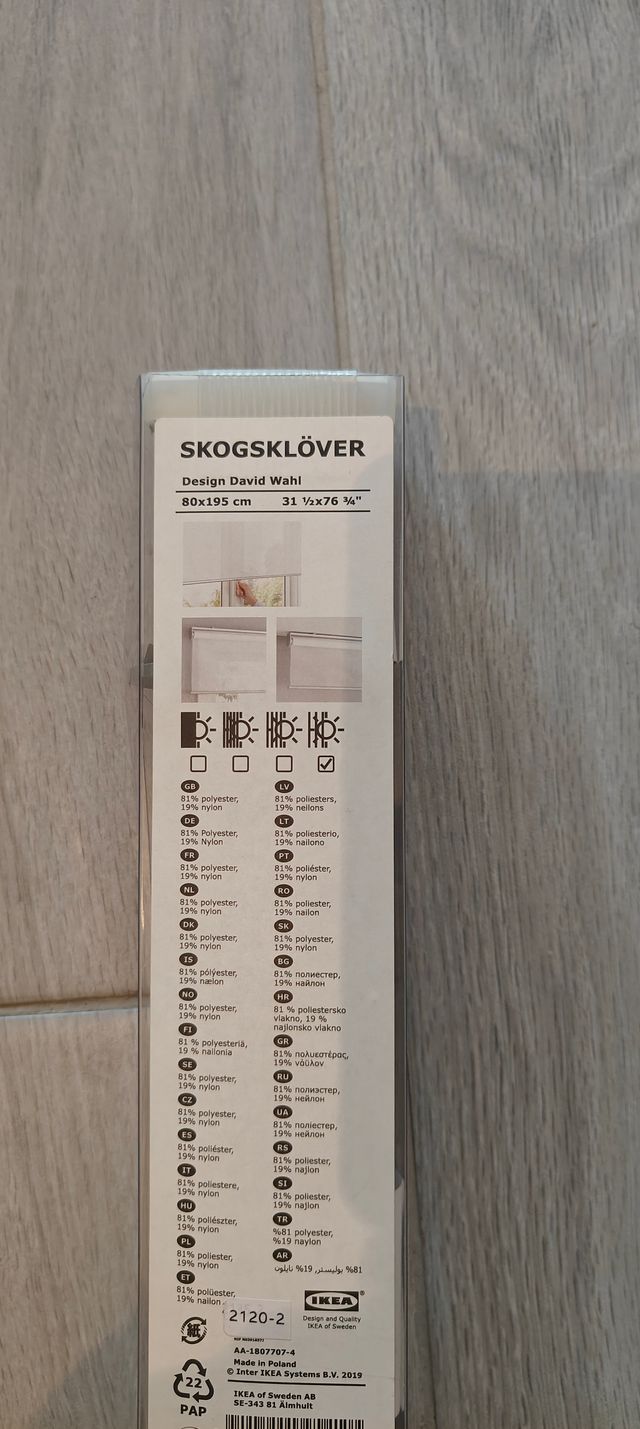 SKOGSKLÖVER
Design David Wahl
80x195 cm 31 ½x76 ¾"
GB
81% polyester,
19% nylon
DE
81% Polyester,
19% Nylon
FR
81% polyester,
19% nylon
NL
81% polyester,
19% nylon
DK
81% polyester,
19% nylon
IS
81% pólýester,
19% nælon
NO
81% polyester,
19% nylon
FI
81 % polyesteriä,
19 % nailonia
SE
81% polyester,
19% nylon
CZ
81% polyester,
19% nylon
ES
81% poliéster,
19% nylon
IT
81% poliestere,
19% nylon
HU
81% poliészter,
19% nylon
PL
81% poliester,
19% nylon
ET
81% polüester,
19% nailon
LV
81% poliesters,
19% neilons
LT
81% poliesterio,
19% nailono
PT
81% poliéster,
19% nylon
RO
81% poliester,
19% nailon
SK
81% polyester,
19% nylon
BG
81% полиестер,
19% найлон
HR
81 % poliestersko
vlakno, 19 %
najlonsko vlakno
GR
81% πολυεστέρας,
19% νάϋλον
RU
81% полиэстер,
19% нейлон
UA
81% поліестер,
19% нейлон
RS
81% poliester,
19% najlon
SI
81% poliester,
19% najlon
TR
%81 polyester,
%19 naylon
AR
81% بوليستر, 19% نايلون
2120-2
IKEA®
Design and Quality
IKEA of Sweden
紙
AA-1807707-4
Made in Poland
© Inter IKEA Systems B.V. 2019
22
PAP
IKEA of Sweden AB
SE-343 81 Älmhult